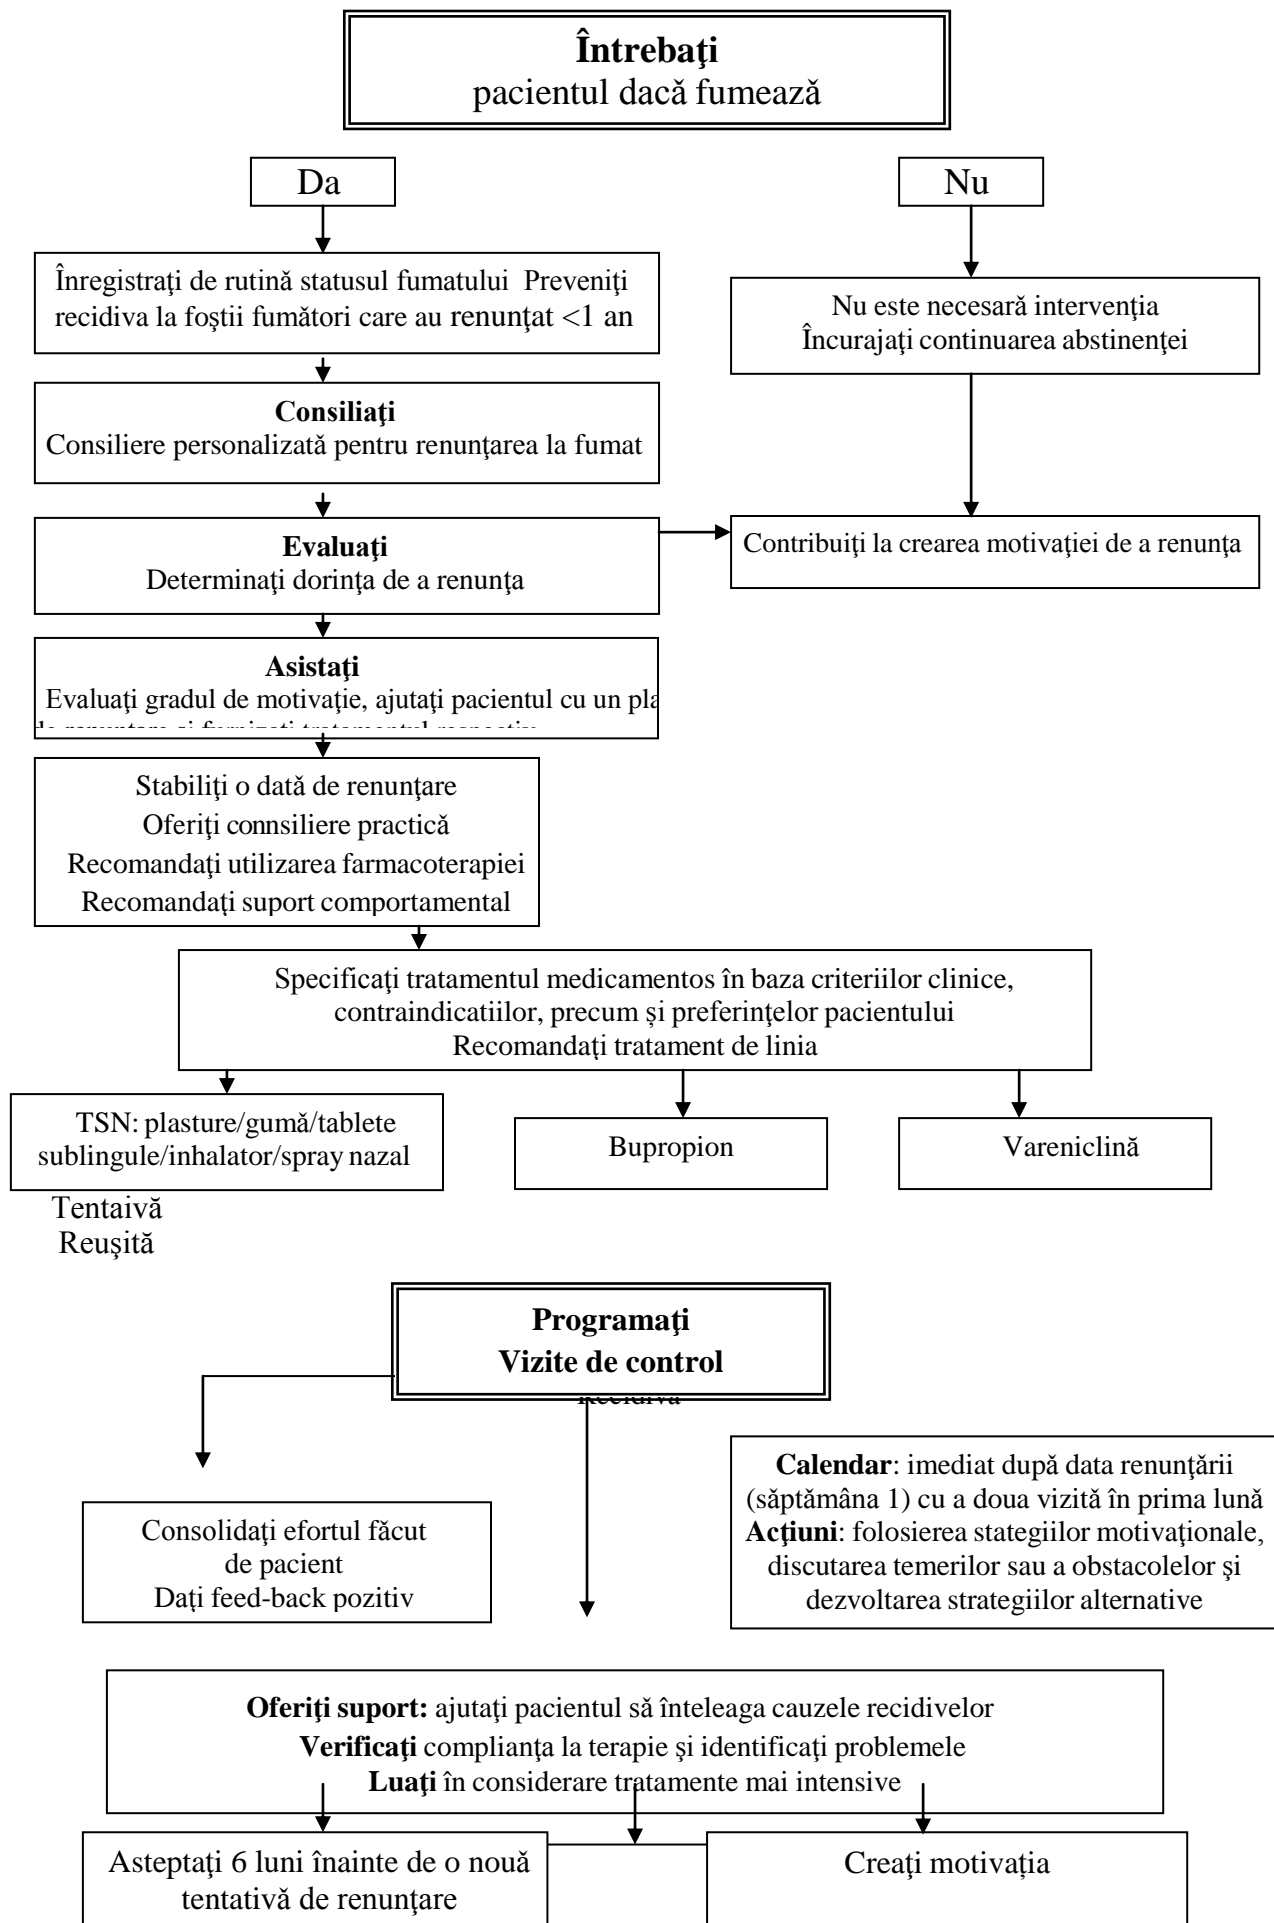 Întrebaţi
pacientul dacă fumează
Da
Nu
Înregistraţi de rutină statusul fumatului Preveniţi
recidiva la foştii fumători care au renunţat <1 an
Nu este necesară intervenţia
Încurajaţi continuarea abstinenţei
Consiliaţi
Consiliere personalizată pentru renunţarea la fumat
Evaluaţi
Determinaţi dorinţa de a renunţa
Contribuiţi la crearea motivaţiei de a renunţa
Asistaţi
Evaluaţi gradul de motivaţie, ajutaţi pacientul cu un pla
Stabiliţi o dată de renunţare
Oferiţi connsiliere practică
Recomandaţi utilizarea farmacoterapiei
Recomandaţi suport comportamental
Specificaţi tratamentul medicamentos în baza criteriilor clinice,
contraindicatiilor, precum și preferinţelor pacientului
Recomandaţi tratament de linia
TSN: plasture/gumă/tablete
sublingule/inhalator/spray nazal
Bupropion
Vareniclină
Tentaivă
Reuşită
Programaţi
Vizite de control
Calendar: imediat după data renunţării
(săptămâna 1) cu a doua vizită în prima lună
Acţiuni: folosierea stategiilor motivaţionale,
discutarea temerilor sau a obstacolelor şi
dezvoltarea strategiilor alternative
Consolidaţi efortul făcut
de pacient
Daţi feed-back pozitiv
Oferiţi suport: ajutaţi pacientul să înteleaga cauzele recidivelor
Verificaţi complianţa la terapie şi identificaţi problemele
Luaţi în considerare tratamente mai intensive
Asteptaţi 6 luni înainte de o nouă
tentativă de renunţare
Creaţi motivația